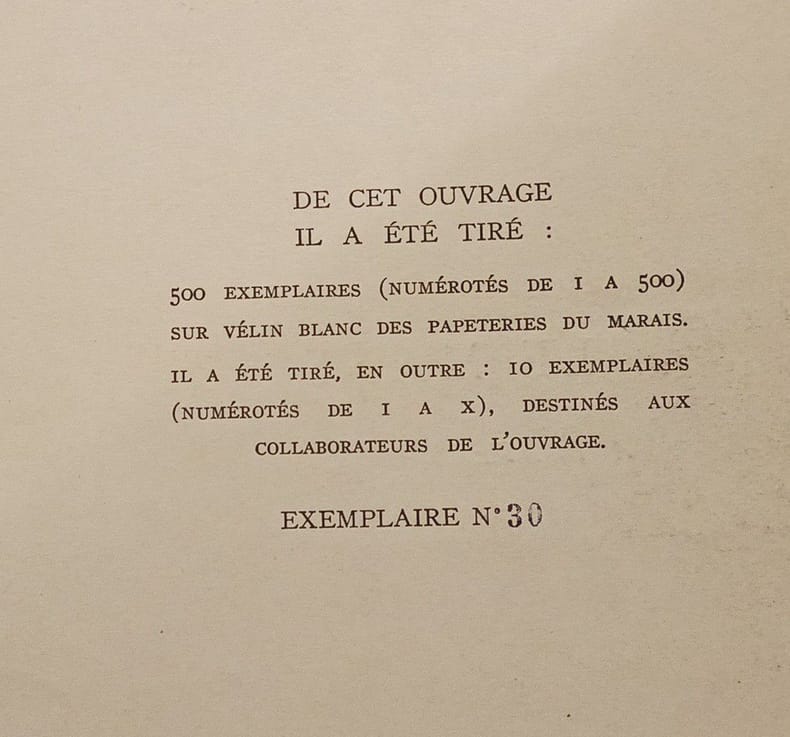 DE CET OUVRAGE
IL A ÉTÉ TIRÉ :
500 EXEMPLAIRES (NUMÉROTÉS DE 1 A 500)
SUR VÉLIN BLANC DES PAPETERIES DU MARAIS.
IL A ÉTÉ TIRÉ, EN OUTRE : 10 EXEMPLAIRES
(NUMÉROTÉS DE I A X), DESTINÉS AUX
COLLABORATEURS DE L'OUVRAGE.
EXEMPLAIRE N° 30